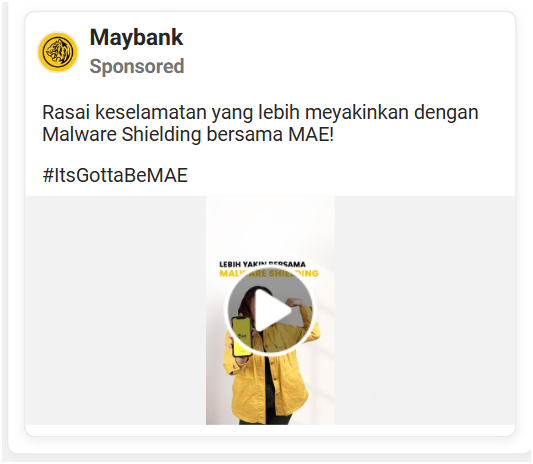 Maybank
Sponsored
Rasai keselamatan yang lebih meyakinkan dengan
Malware Shielding bersama MAE!
#ItsGottaBeMAE
LEBIH YAKIN BERSAMA
MALWARE SHIELDING